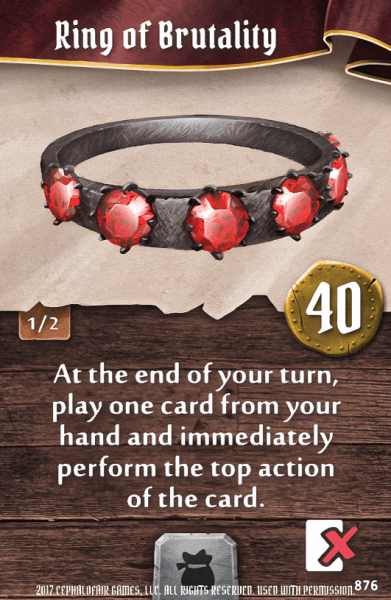 Ring of Brutality
40
1/2
At the end of your turn,
play one card from your
hand and immediately
perform the top action
of the card.
2017 CEPHALOFAIR GAMES, LLC. ALL RIGHTS RESERVED. USED WITH PERMISSION.
876